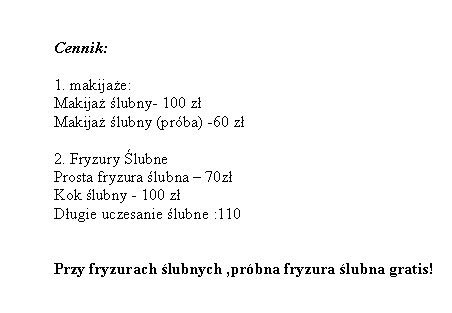 Cennik:
1. makijaże:
Makijaż ślubny- 100 zł
Makijaż ślubny (próba) -60 zł
2. Fryzury Ślubne
Prosta fryzura ślubna – 70zł
Kok ślubny - 100 zł
Długie uczesanie ślubne :110
Przy fryzurach ślubnych ,próbna fryzura ślubna gratis!